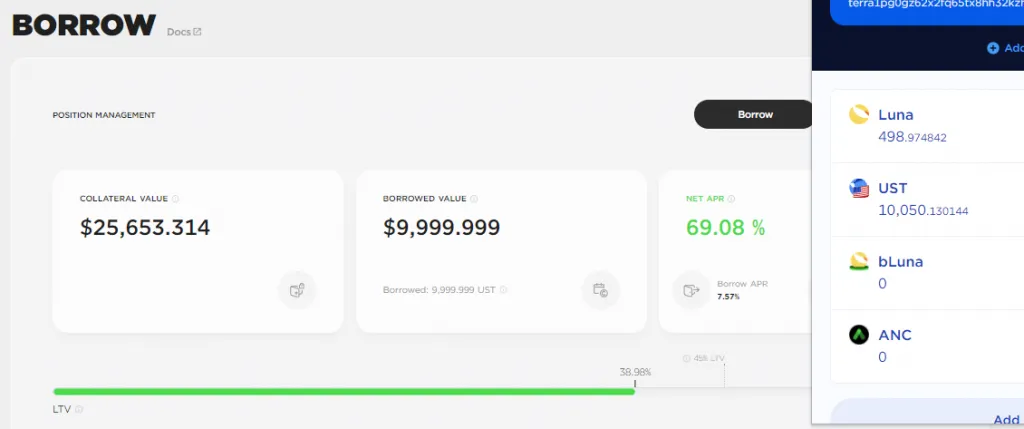 BORROW Docs
POSITION MANAGEMENT
Borrow
COLLATERAL VALUE
$25,653.314
BORROWED VALUE
$9,999.999
Borrowed: 9,999.999 UST
NET APR
69.08 %
Borrow APR
7.57%
45% LTV
38.98%
LTV
terra1pg0gz62x2fq65tx8hh32kzh
Add
Luna
498.974842
UST
10,050.130144
bLuna
0
ANC
0
Add